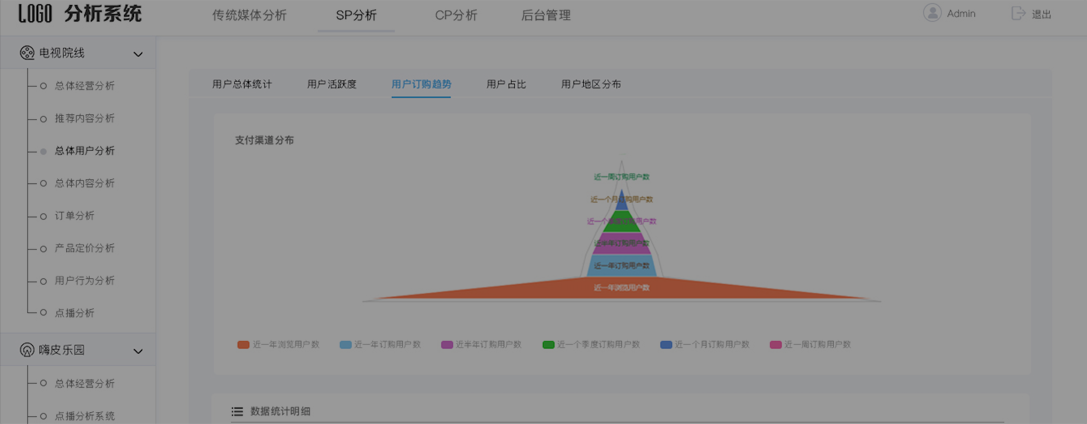 LOGO 分析系统 传统媒体分析 SP分析 CP分析 后台管理 Admin 退出
电视院线
总体经营分析
推荐内容分析
总体用户分析
总体内容分析
订单分析
产品定价分析
用户行为分析
点播分析
嗨皮乐园
总体经营分析
点播分析系统
用户总体统计 用户活跃度 用户订购趋势 用户占比 用户地区分布
支付渠道分布
近一周订购用户数
近一个月订购用户数
近一个季度订购用户数
近半年订购用户数
近一年订购用户数
近一年浏览用户数
近一年浏览用户数 近一年订购用户数 近半年订购用户数 近一个季度订购用户数 近一个月订购用户数 近一周订购用户数
数据统计明细